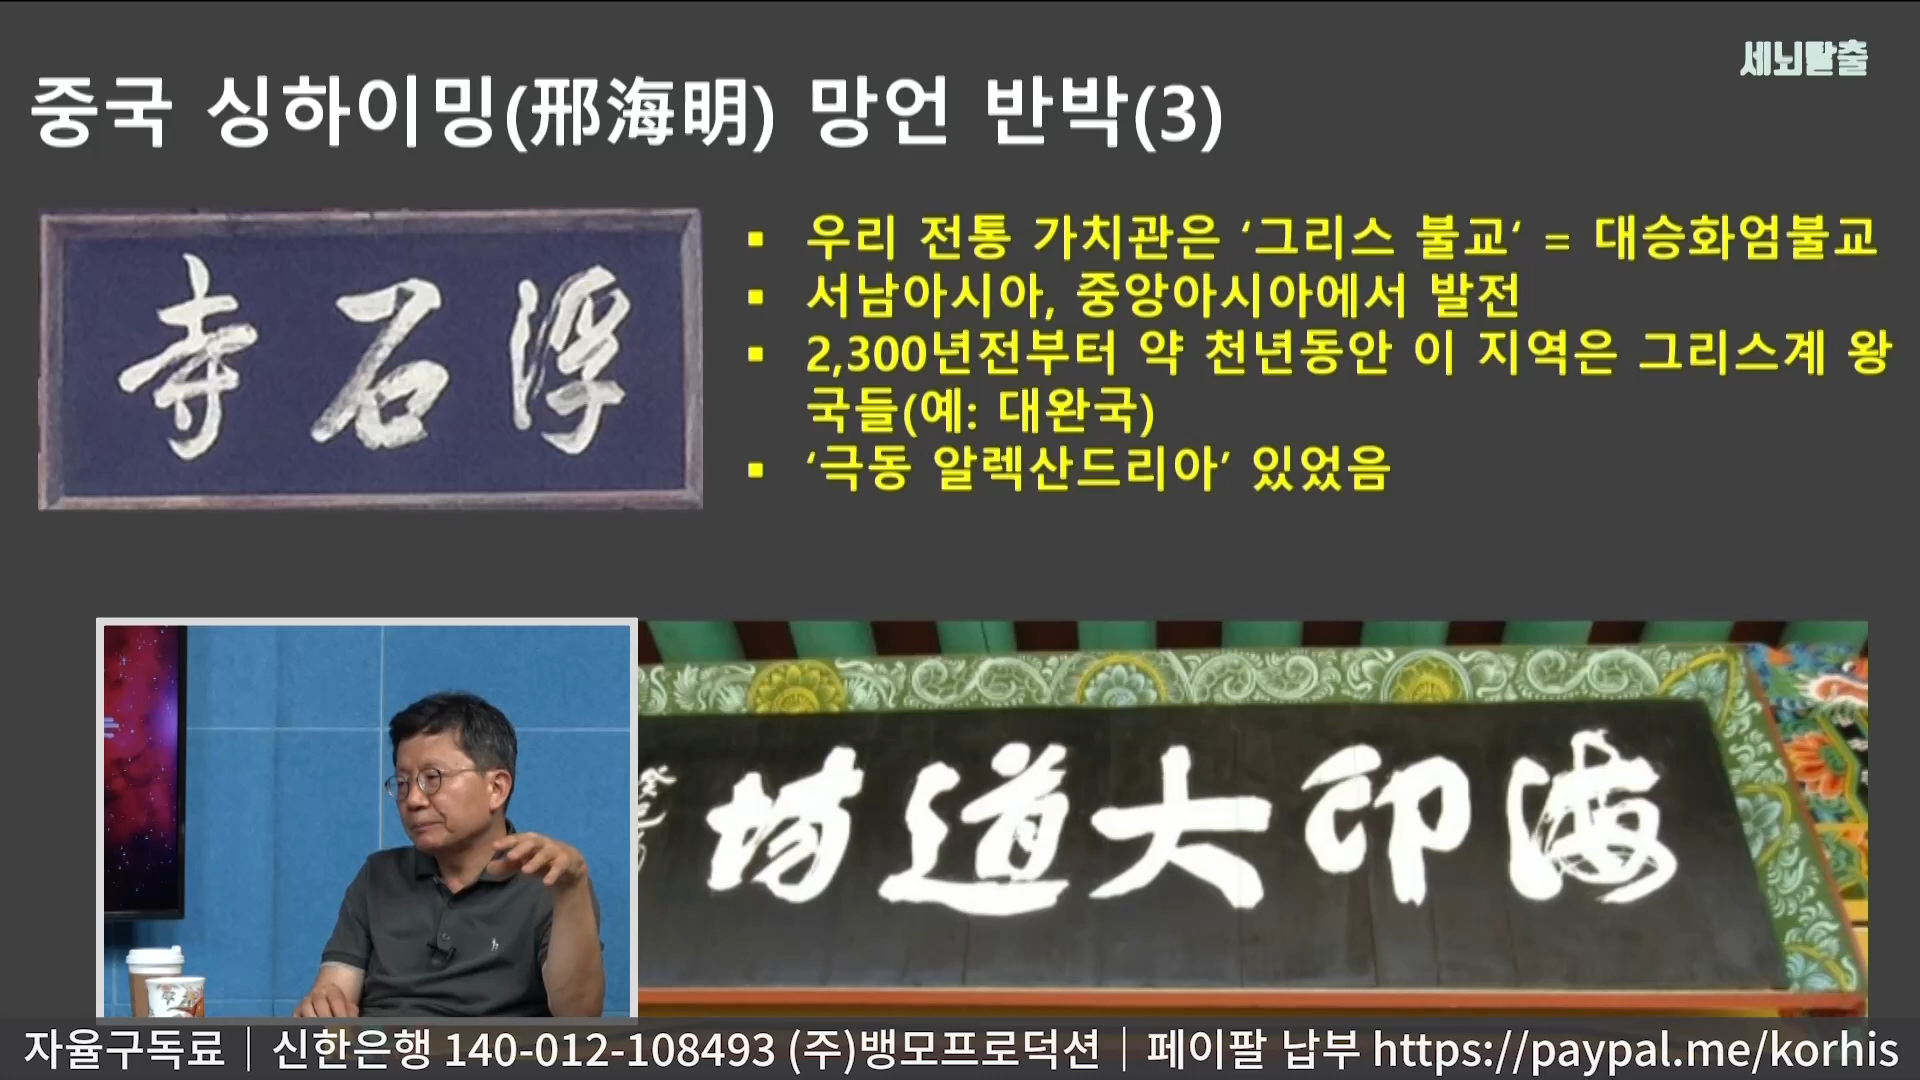 세뇌탈출
중국 싱하이밍(邢海明) 망언 반박(3)
寺石浮
▪ 우리 전통 가치관은 ‘그리스 불교‘ = 대승화엄불교
▪ 서남아시아, 중앙아시아에서 발전
▪ 2,300년전부터 약 천년동안 이 지역은 그리스계 왕
국들(예: 대완국)
▪ ‘극동 알렉산드리아’ 있었음
場道大印海
자율구독료｜신한은행 140-012-108493 (주)뱅모프로덕션｜페이팔 납부 https://paypal.me/korhis